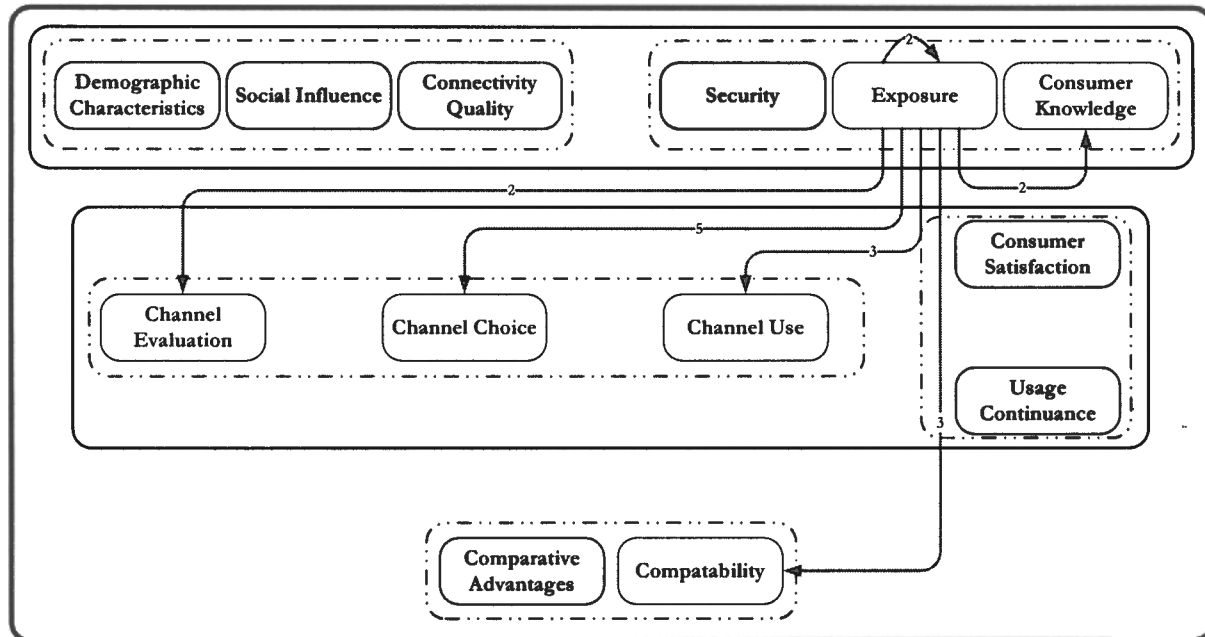 2
Demographic
Characteristics
Social Influence
Connectivity
Quality
Security
Exposure
Consumer
Knowledge
2
2
5
3
Consumer
Satisfaction
Channel
Evaluation
Channel Choice
Channel Use
Usage
Continuance
3
Comparative
Advantages
Compatability